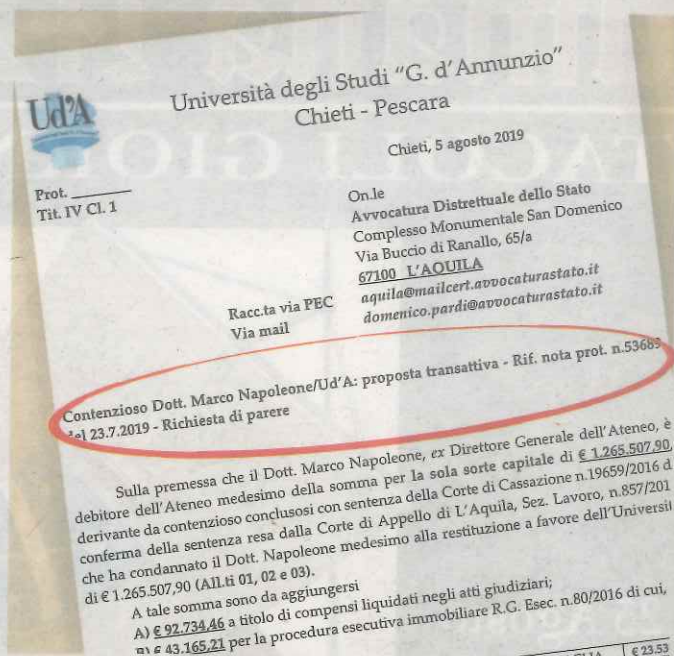 Ud'A
Università degli Studi "G. d'Annunzio"
Chieti - Pescara
Chieti, 5 agosto 2019
Prot. ________
Tit. IV Cl. 1
On.le
Avvocatura Distrettuale dello Stato
Complesso Monumentale San Domenico
Via Buccio di Ranallo, 65/a
67100 L'AQUILA
Racc.ta via PEC aquila@mailcert.avvocaturastato.it
Via mail domenico.pardi@avvocaturastato.it
Contenzioso Dott. Marco Napoleone/Ud'A: proposta transattiva - Rif. nota prot. n.53689
del 23.7.2019 - Richiesta di parere
Sulla premessa che il Dott. Marco Napoleone, ex Direttore Generale dell'Ateneo, è
debitore dell'Ateneo medesimo della somma per la sola sorte capitale di € 1.265.507,90,
derivante da contenzioso conclusosi con sentenza della Corte di Cassazione n.19659/2016 d
conferma della sentenza resa dalla Corte di Appello di L'Aquila, Sez. Lavoro, n.857/201
che ha condannato il Dott. Napoleone medesimo alla restituzione a favore dell'Universit
di € 1.265.507,90 (All.ti 01, 02 e 03).
A tale somma sono da aggiungersi
A) € 92.734,46 a titolo di compensi liquidati negli atti giudiziari;
B) € 43.165,21 per la procedura esecutiva immobiliare R.G. Esec. n.80/2016 di cui,
€ 23.53